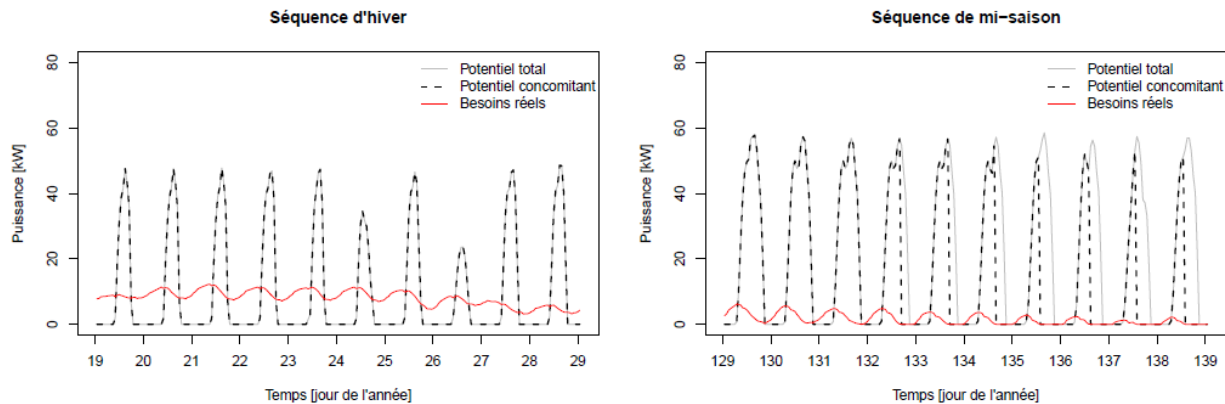 Séquence d'hiver
Puissance [kW]
80
60
40
20
0
Potentiel total
Potentiel concomitant
Besoins réels
19 20 21 22 23 24 25 26 27 28 29
Temps [jour de l'année]
Séquence de mi−saison
Puissance [kW]
80
60
40
20
0
Potentiel total
Potentiel concomitant
Besoins réels
129 130 131 132 133 134 135 136 137 138 139
Temps [jour de l'année]